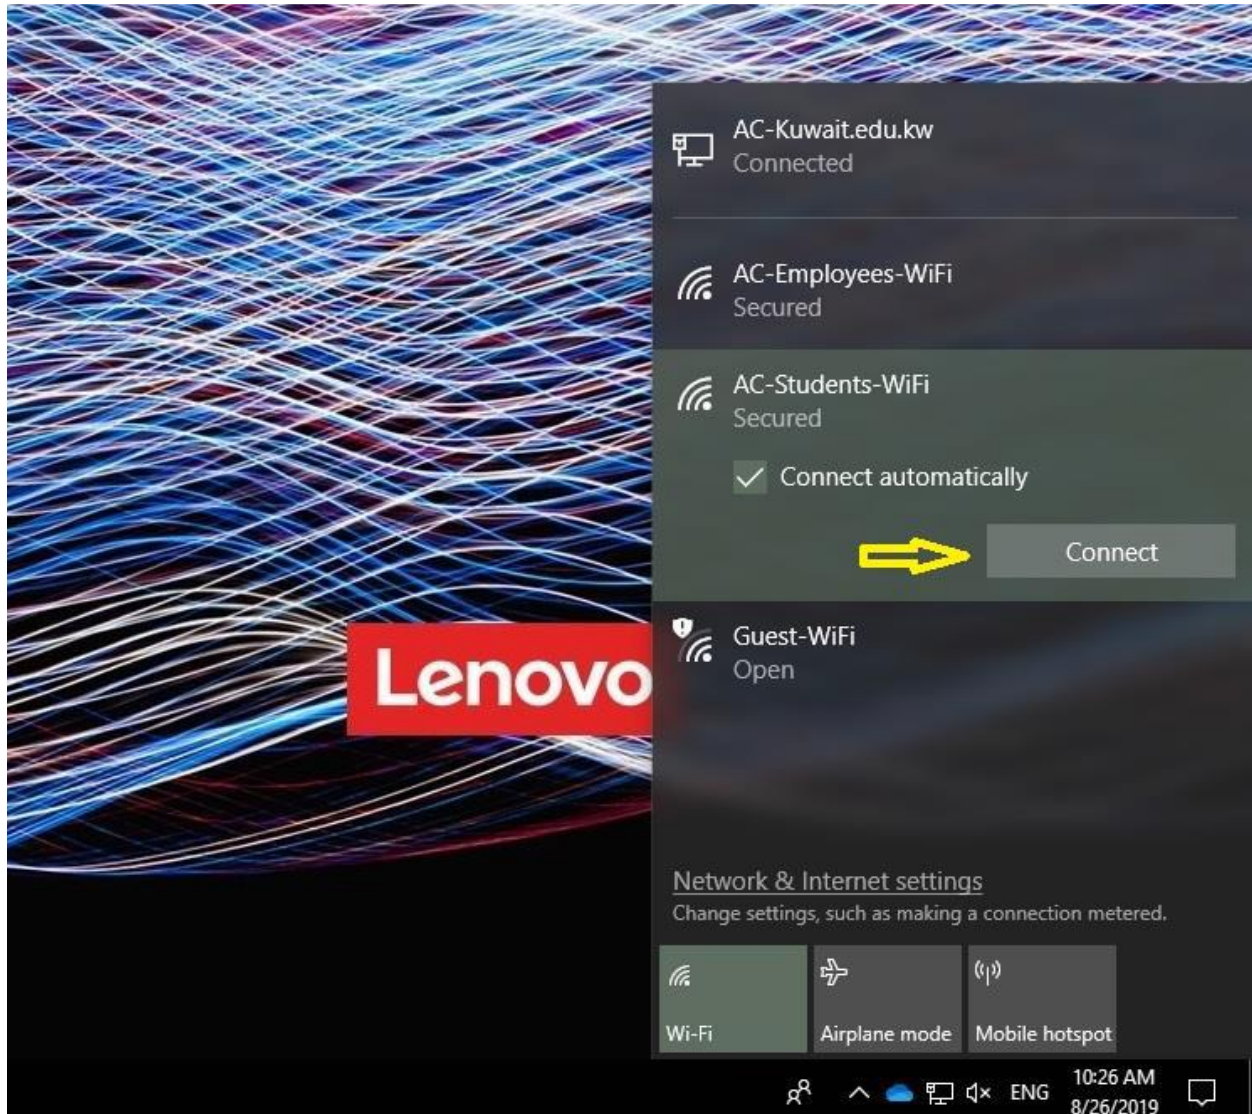 AC-Kuwait.edu.kw
Connected
AC-Employees-WiFi
Secured
AC-Students-WiFi
Secured
Connect automatically
Connect
Lenovo
Guest-WiFi
Open
Network & Internet settings
Change settings, such as making a connection metered.
Wi-Fi
Airplane mode
Mobile hotspot
ENG
10:26 AM
8/26/2019